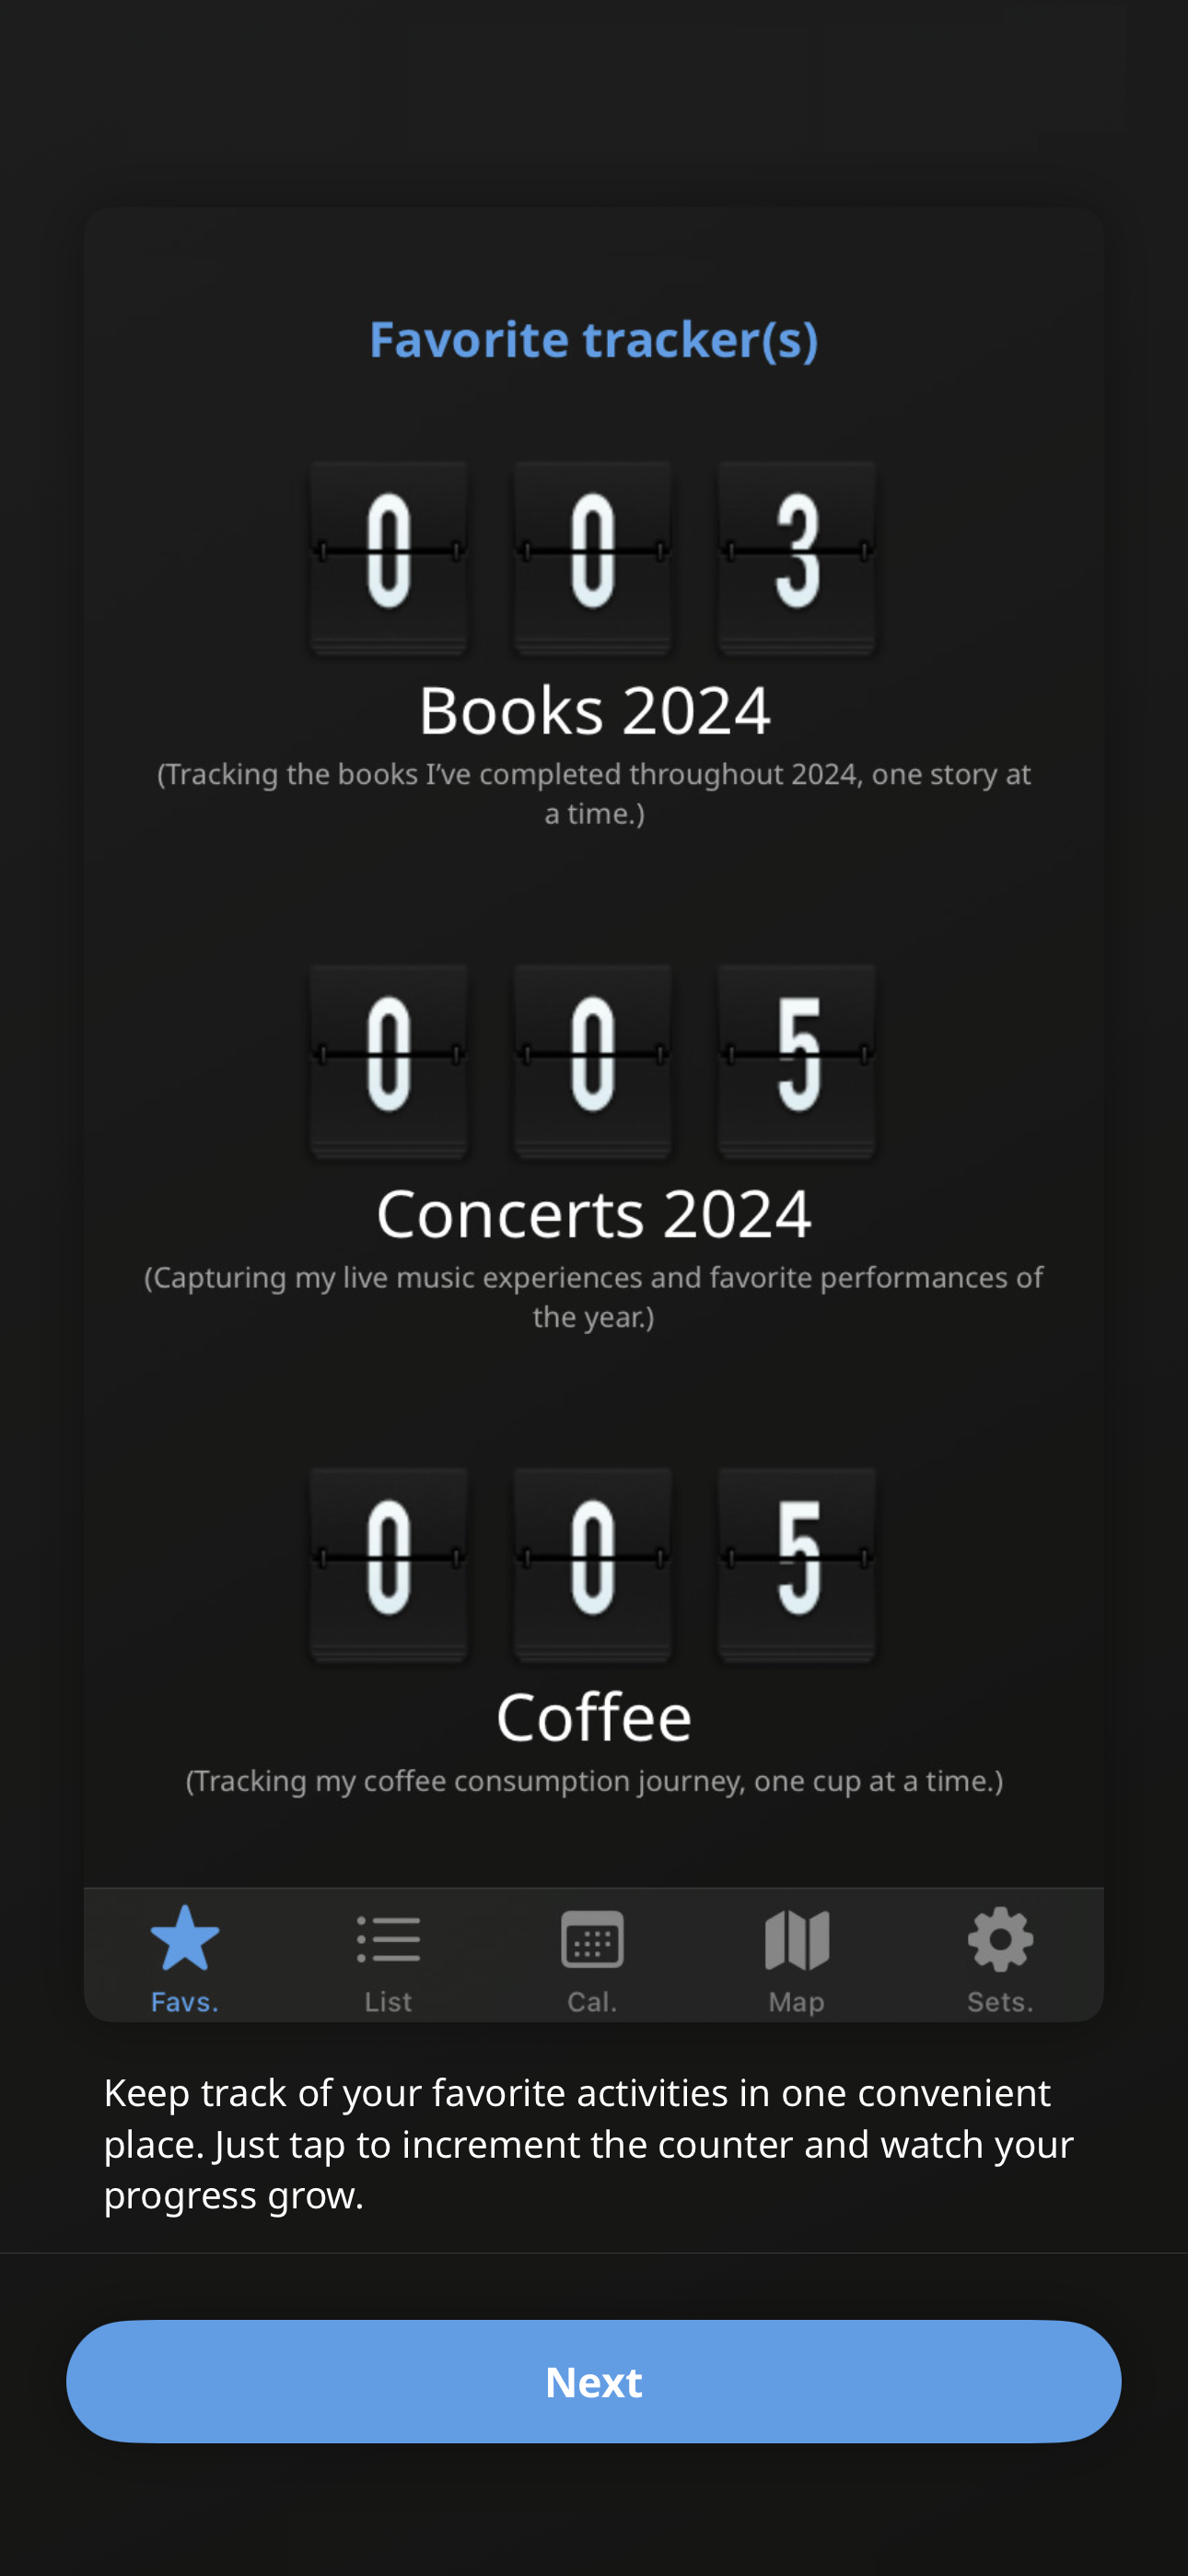 Favorite tracker(s)
0 0 3
Books 2024
(Tracking the books I’ve completed throughout 2024, one story at
a time.)
0 0 5
Concerts 2024
(Capturing my live music experiences and favorite performances of
the year.)
0 0 5
Coffee
(Tracking my coffee consumption journey, one cup at a time.)
Favs. List Cal. Map Sets.
Keep track of your favorite activities in one convenient
place. Just tap to increment the counter and watch your
progress grow.
Next